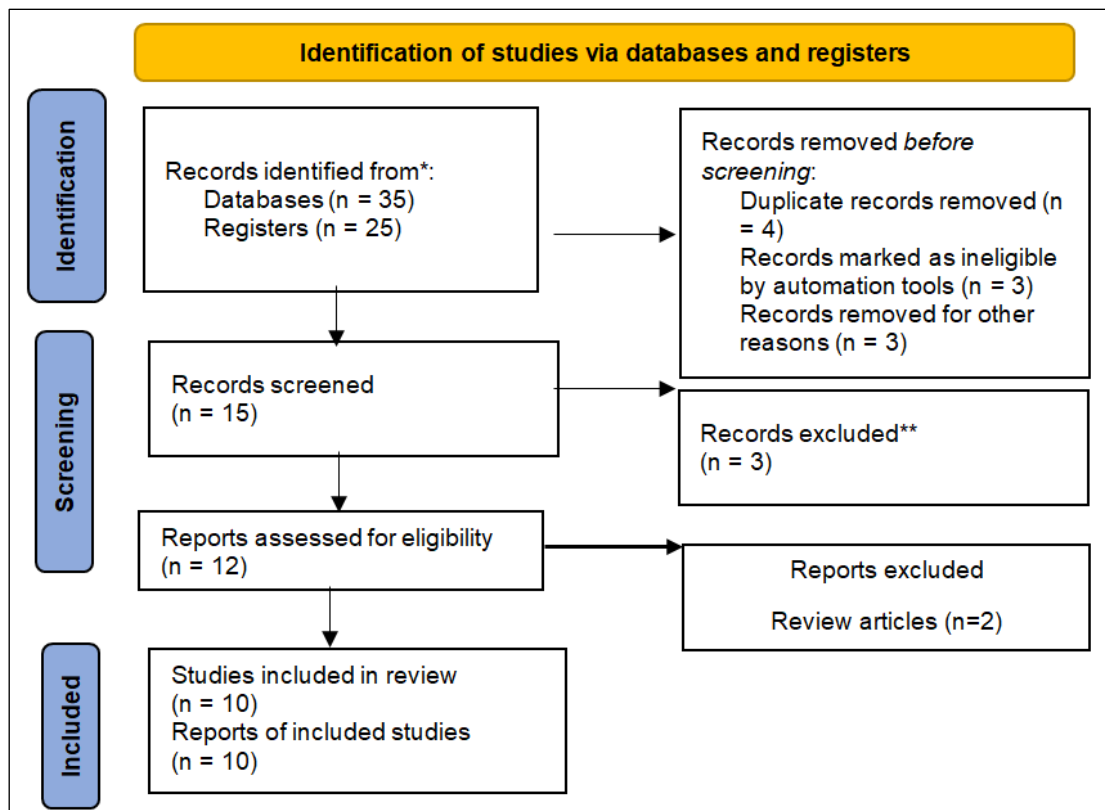 Identification of studies via databases and registers
Identification
Records identified from*:
Databases (n = 35)
Registers (n = 25)
Records removed before
screening:
Duplicate records removed (n
= 4)
Records marked as ineligible
by automation tools (n = 3)
Records removed for other
reasons (n = 3)
Screening
Records screened
(n = 15)
Records excluded**
(n = 3)
Reports assessed for eligibility
(n = 12)
Reports excluded
Review articles (n=2)
Included
Studies included in review
(n = 10)
Reports of included studies
(n = 10)